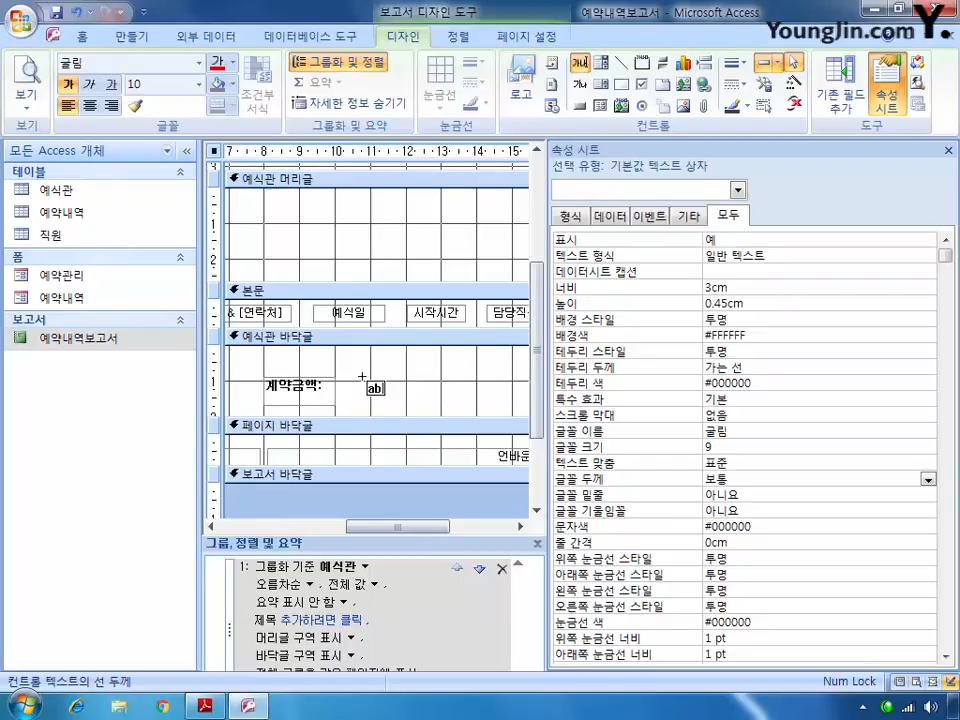 보고서 디자인 도구
예약내역보고서 - Microsoft Access
YoungJin.com Y.
홈 만들기 외부 데이터 데이터베이스 도구 디자인 정렬 페이지 설정
보기
보기
굴림
가 가 가 10
조건부
서식
글꼴
그룹화 및 정렬
요약
자세한 정보 숨기기
그룹화 및 요약
눈금선
눈금선
로고
컨트롤
기존 필드
추가
속성
시트
도구
모든 Access 개체
테이블
예식관
예약내역
직원
폼
예약관리
예약내역
보고서
예약내역보고서
7 8 9 10 11 12 13 14 15
예식관 머리글
본문
& [연락처] 예식일 시작시간 담당직
예식관 바닥글
계약금액:
ab
페이지 바닥글
보고서 바닥글
그룹, 정렬 및 요약
1: 그룹화 기준 예식관
오름차순 , 전체 값 ,
요약 표시 안 함 ,
제목 추가하려면 클릭,
머리글 구역 표시 ,
바닥글 구역 표시 ,
속성 시트
선택 유형: 기본값 텍스트 상자
형식 데이터 이벤트 기타 모두
표시 예
텍스트 형식 일반 텍스트
데이터시트 캡션
너비 3cm
높이 0.45cm
배경 스타일 투명
배경색 #FFFFFF
테두리 스타일 투명
테두리 두께 가는 선
테두리 색 #000000
특수 효과 기본
스크롤 막대 없음
글꼴 이름 굴림
글꼴 크기 9
텍스트 맞춤 표준
글꼴 두께 보통
글꼴 밑줄 아니요
글꼴 기울임꼴 아니요
문자색 #000000
줄 간격 0cm
위쪽 눈금선 스타일 투명
아래쪽 눈금선 스타일 투명
왼쪽 눈금선 스타일 투명
오른쪽 눈금선 스타일 투명
눈금선 색 #000000
위쪽 눈금선 너비 1 pt
아래쪽 눈금선 너비 1 pt
컨트롤 텍스트의 선 두께
Num Lock